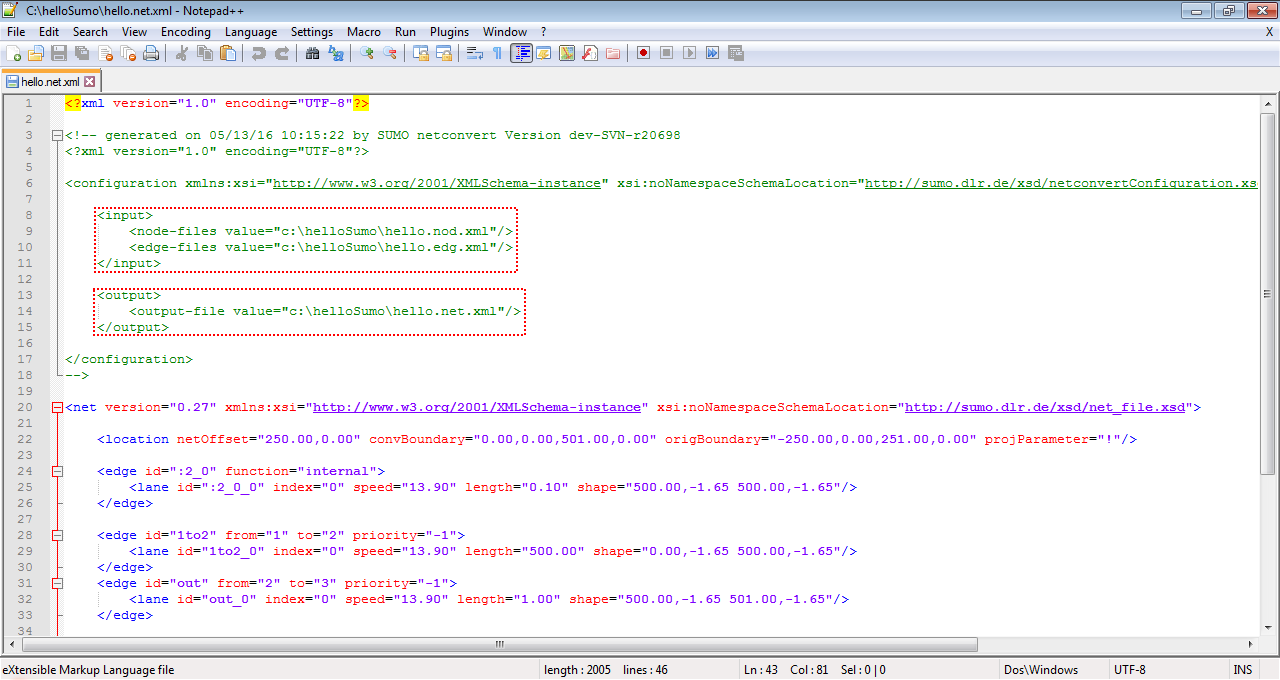 C:\helloSumo\hello.net.xml - Notepad++
File Edit Search View Encoding Language Settings Macro Run Plugins Window ? X
hello.net.xml
1 <?xml version="1.0" encoding="UTF-8"?>
2
3 <!-- generated on 05/13/16 10:15:22 by SUMO netconvert Version dev-SVN-r20698
4 <?xml version="1.0" encoding="UTF-8"?>
5
6 <configuration xmlns:xsi="http://www.w3.org/2001/XMLSchema-instance" xsi:noNamespaceSchemaLocation="http://sumo.dlr.de/xsd/netconvertConfiguration.xs
7
8 <input>
9 <node-files value="c:\helloSumo\hello.nod.xml"/>
10 <edge-files value="c:\helloSumo\hello.edg.xml"/>
11 </input>
12
13 <output>
14 <output-file value="c:\helloSumo\hello.net.xml"/>
15 </output>
16
17 </configuration>
18 -->
19
20 <net version="0.27" xmlns:xsi="http://www.w3.org/2001/XMLSchema-instance" xsi:noNamespaceSchemaLocation="http://sumo.dlr.de/xsd/net_file.xsd">
21
22 <location netOffset="250.00,0.00" convBoundary="0.00,0.00,501.00,0.00" origBoundary="-250.00,0.00,251.00,0.00" projParameter="!"/>
23
24 <edge id=":2_0" function="internal">
25 <lane id=":2_0_0" index="0" speed="13.90" length="0.10" shape="500.00,-1.65 500.00,-1.65"/>
26 </edge>
27
28 <edge id="1to2" from="1" to="2" priority="-1">
29 <lane id="1to2_0" index="0" speed="13.90" length="500.00" shape="0.00,-1.65 500.00,-1.65"/>
30 </edge>
31 <edge id="out" from="2" to="3" priority="-1">
32 <lane id="out_0" index="0" speed="13.90" length="1.00" shape="500.00,-1.65 501.00,-1.65"/>
33 </edge>
34
eXtensible Markup Language file length : 2005 lines : 46 Ln : 43 Col : 81 Sel : 0 | 0 Dos\Windows UTF-8 INS